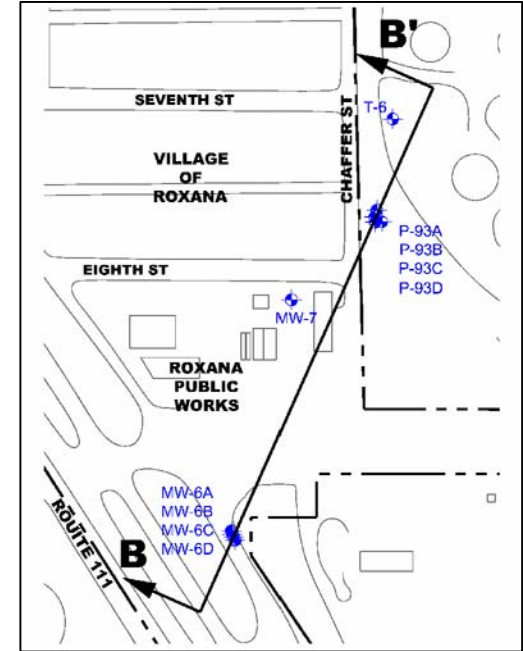 B'
SEVENTH ST
T-6
CHAFFER ST
VILLAGE
OF
ROXANA
P-93A
P-93B
P-93C
P-93D
EIGHTH ST
MW-7
ROXANA
PUBLIC
WORKS
MW-6A
MW-6B
MW-6C
MW-6D
B
ROUTE 111